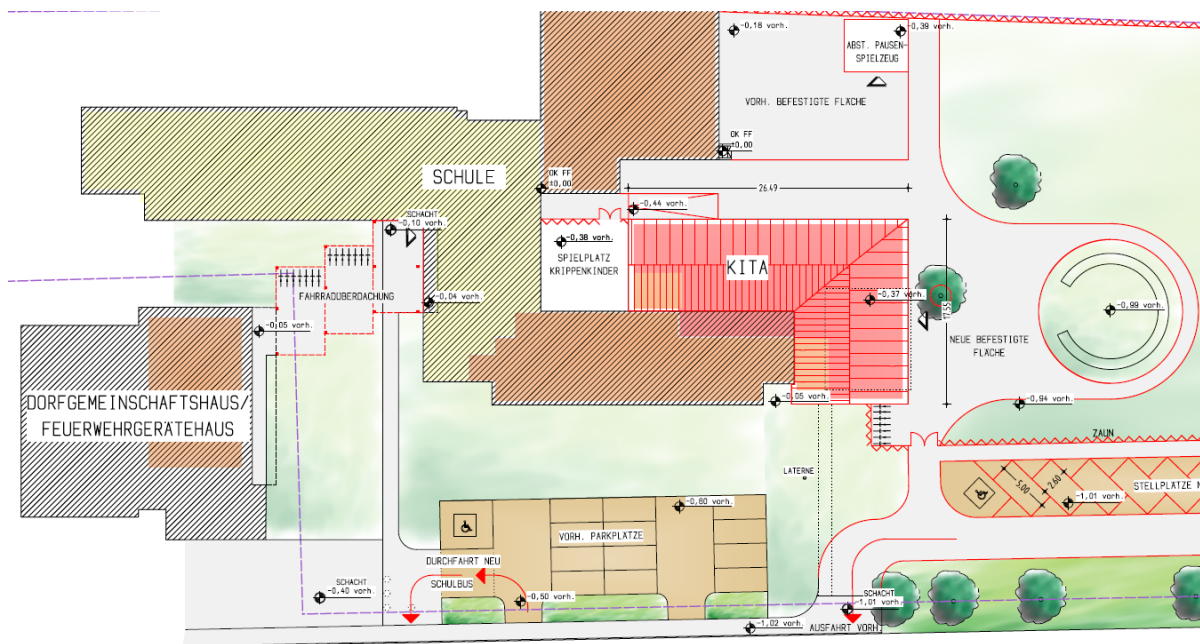 -0,18 vorh.
-0,39 vorh.
ABST. PAUSEN-
SPIELZEUG
VORH. BEFESTIGTE FLÄCHE
OK FF
±0,00
SCHULE
OK FF
±0,00
26.49
-0,44 vorh.
SCHACHT
-0,10 vorh.
-0,38 vorh.
SPIELPLATZ
KRIPPENKINDER
KITA
FAHRRADÜBERDACHUNG
-0,04 vorh.
-0,37 vorh.
17.55
-0,99 vorh.
-0,05 vorh.
NEUE BEFESTIGTE
FLÄCHE
DORFGEMEINSCHAFTSHAUS/
FEUERWEHRGERÄTEHAUS
-0,05 vorh.
-0,94 vorh.
ZAUN
LATERNE
5.00
2.60
STELLPLÄTZE N
-1,01 vorh.
-0,60 vorh.
VORH. PARKPLÄTZE
DURCHFAHRT NEU
SCHULBUS
SCHACHT
-0,40 vorh.
-0,50 vorh.
SCHACHT
-1,01 vorh.
-1,02 vorh.
AUSFAHRT VORH.